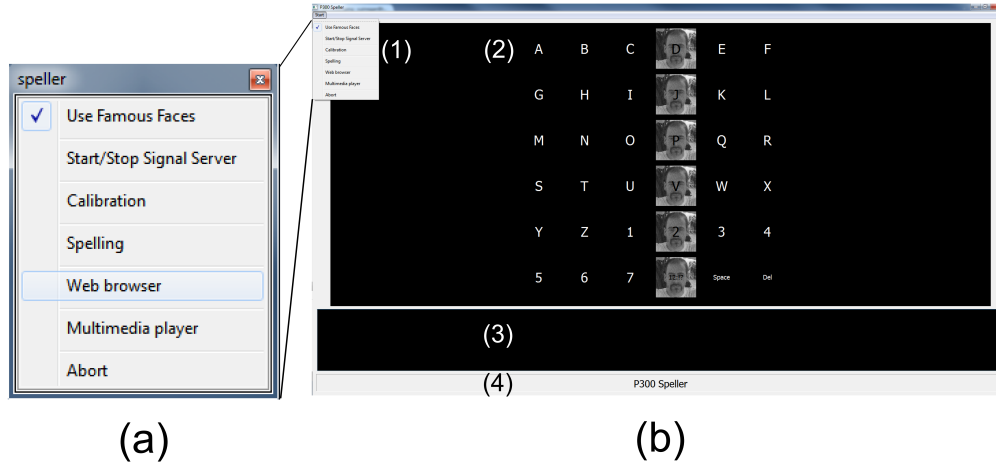 speller
x
Use Famous Faces
Start/Stop Signal Server
Calibration
Spelling
Web browser
Multimedia player
Abort
(a)
P300 Speller
Start
Use Famous Faces
Start/Stop Signal Server
Calibration
Spelling
Web browser
Multimedia player
Abort
(1)
(2)
A B C D E F
G H I J K L
M N O P Q R
S T U V W X
Y Z 1 2 3 4
5 6 7 Space Del
(3)
(4)
P300 Speller
(b)